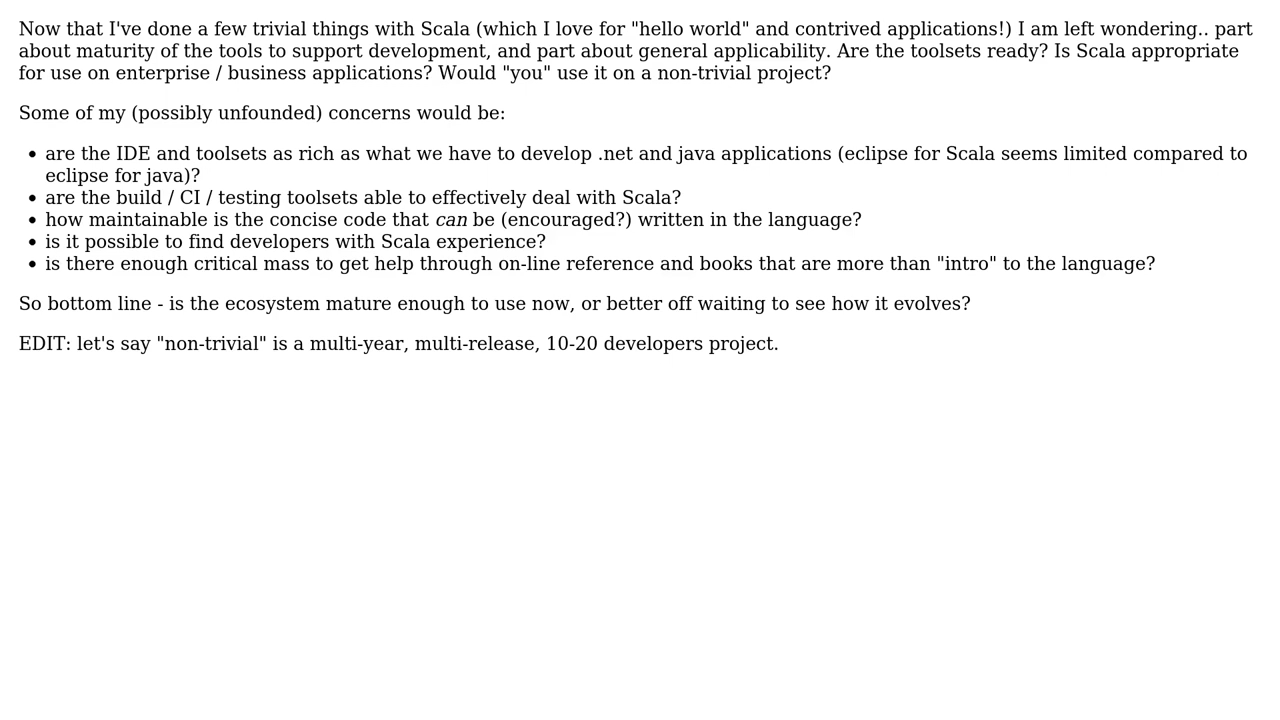 Now that I've done a few trivial things with Scala (which I love for "hello world" and contrived applications!) I am left wondering.. part
about maturity of the tools to support development, and part about general applicability. Are the toolsets ready? Is Scala appropriate
for use on enterprise / business applications? Would "you" use it on a non-trivial project?
Some of my (possibly unfounded) concerns would be:
• are the IDE and toolsets as rich as what we have to develop .net and java applications (eclipse for Scala seems limited compared to
eclipse for java)?
• are the build / CI / testing toolsets able to effectively deal with Scala?
• how maintainable is the concise code that can be (encouraged?) written in the language?
• is it possible to find developers with Scala experience?
• is there enough critical mass to get help through on-line reference and books that are more than "intro" to the language?
So bottom line - is the ecosystem mature enough to use now, or better off waiting to see how it evolves?
EDIT: let's say "non-trivial" is a multi-year, multi-release, 10-20 developers project.